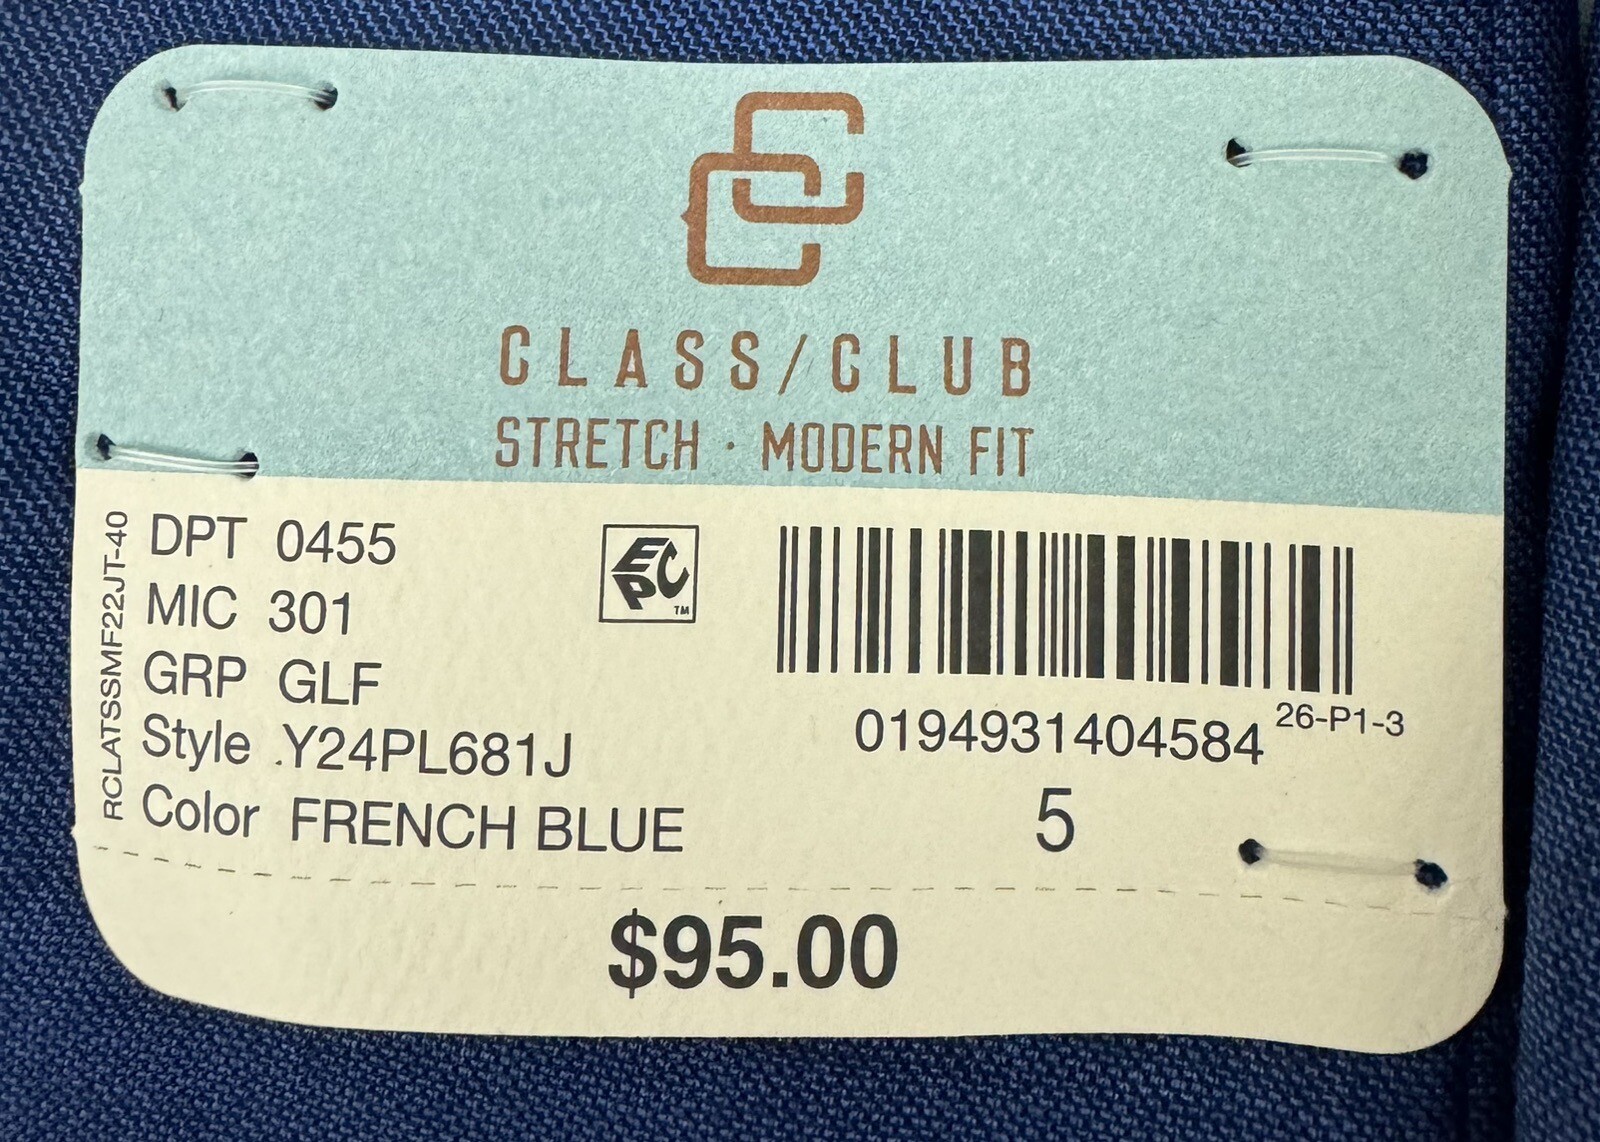 CLASS/CLUB
STRETCH · MODERN FIT
RCLATSSMF22JT-40
DPT 0455
MIC 301
GRP GLF
Style .Y24PL681J
Color FRENCH BLUE
EPC™
0194931404584 26-P1-3
5
$95.00